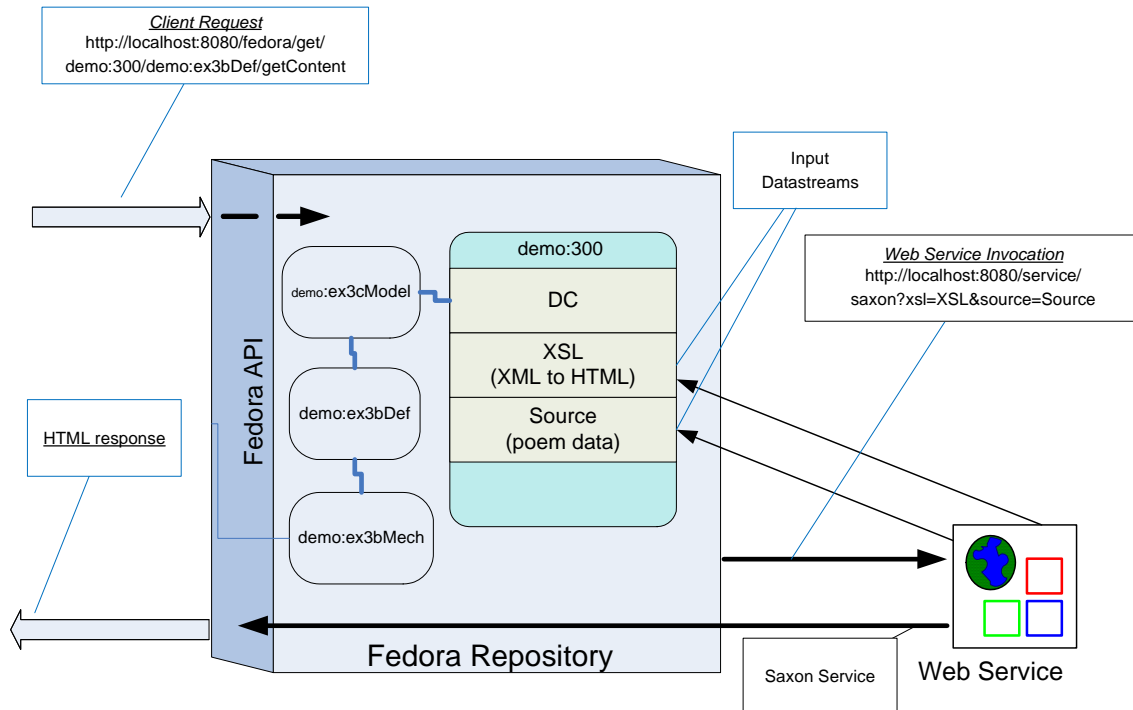 Client Request
http://localhost:8080/fedora/get/
demo:300/demo:ex3bDef/getContent
Input
Datastreams
Web Service Invocation
http://localhost:8080/service/
saxon?xsl=XSL&source=Source
demo:300
demo:ex3cModel
DC
XSL
(XML to HTML)
demo:ex3bDef
Source
(poem data)
Fedora API
HTML response
demo:ex3bMech
Fedora Repository
Saxon Service
Web Service